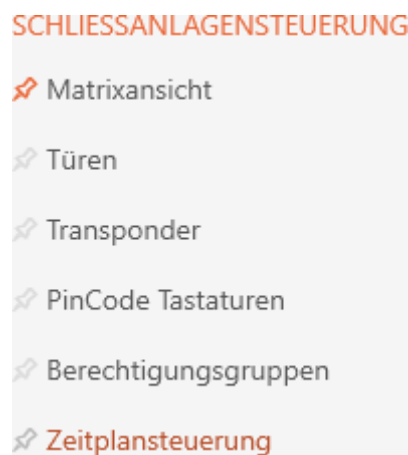 SCHLIESSANLAGENSTEUERUNG
Matrixansicht
Türen
Transponder
PinCode Tastaturen
Berechtigungsgruppen
Zeitplansteuerung